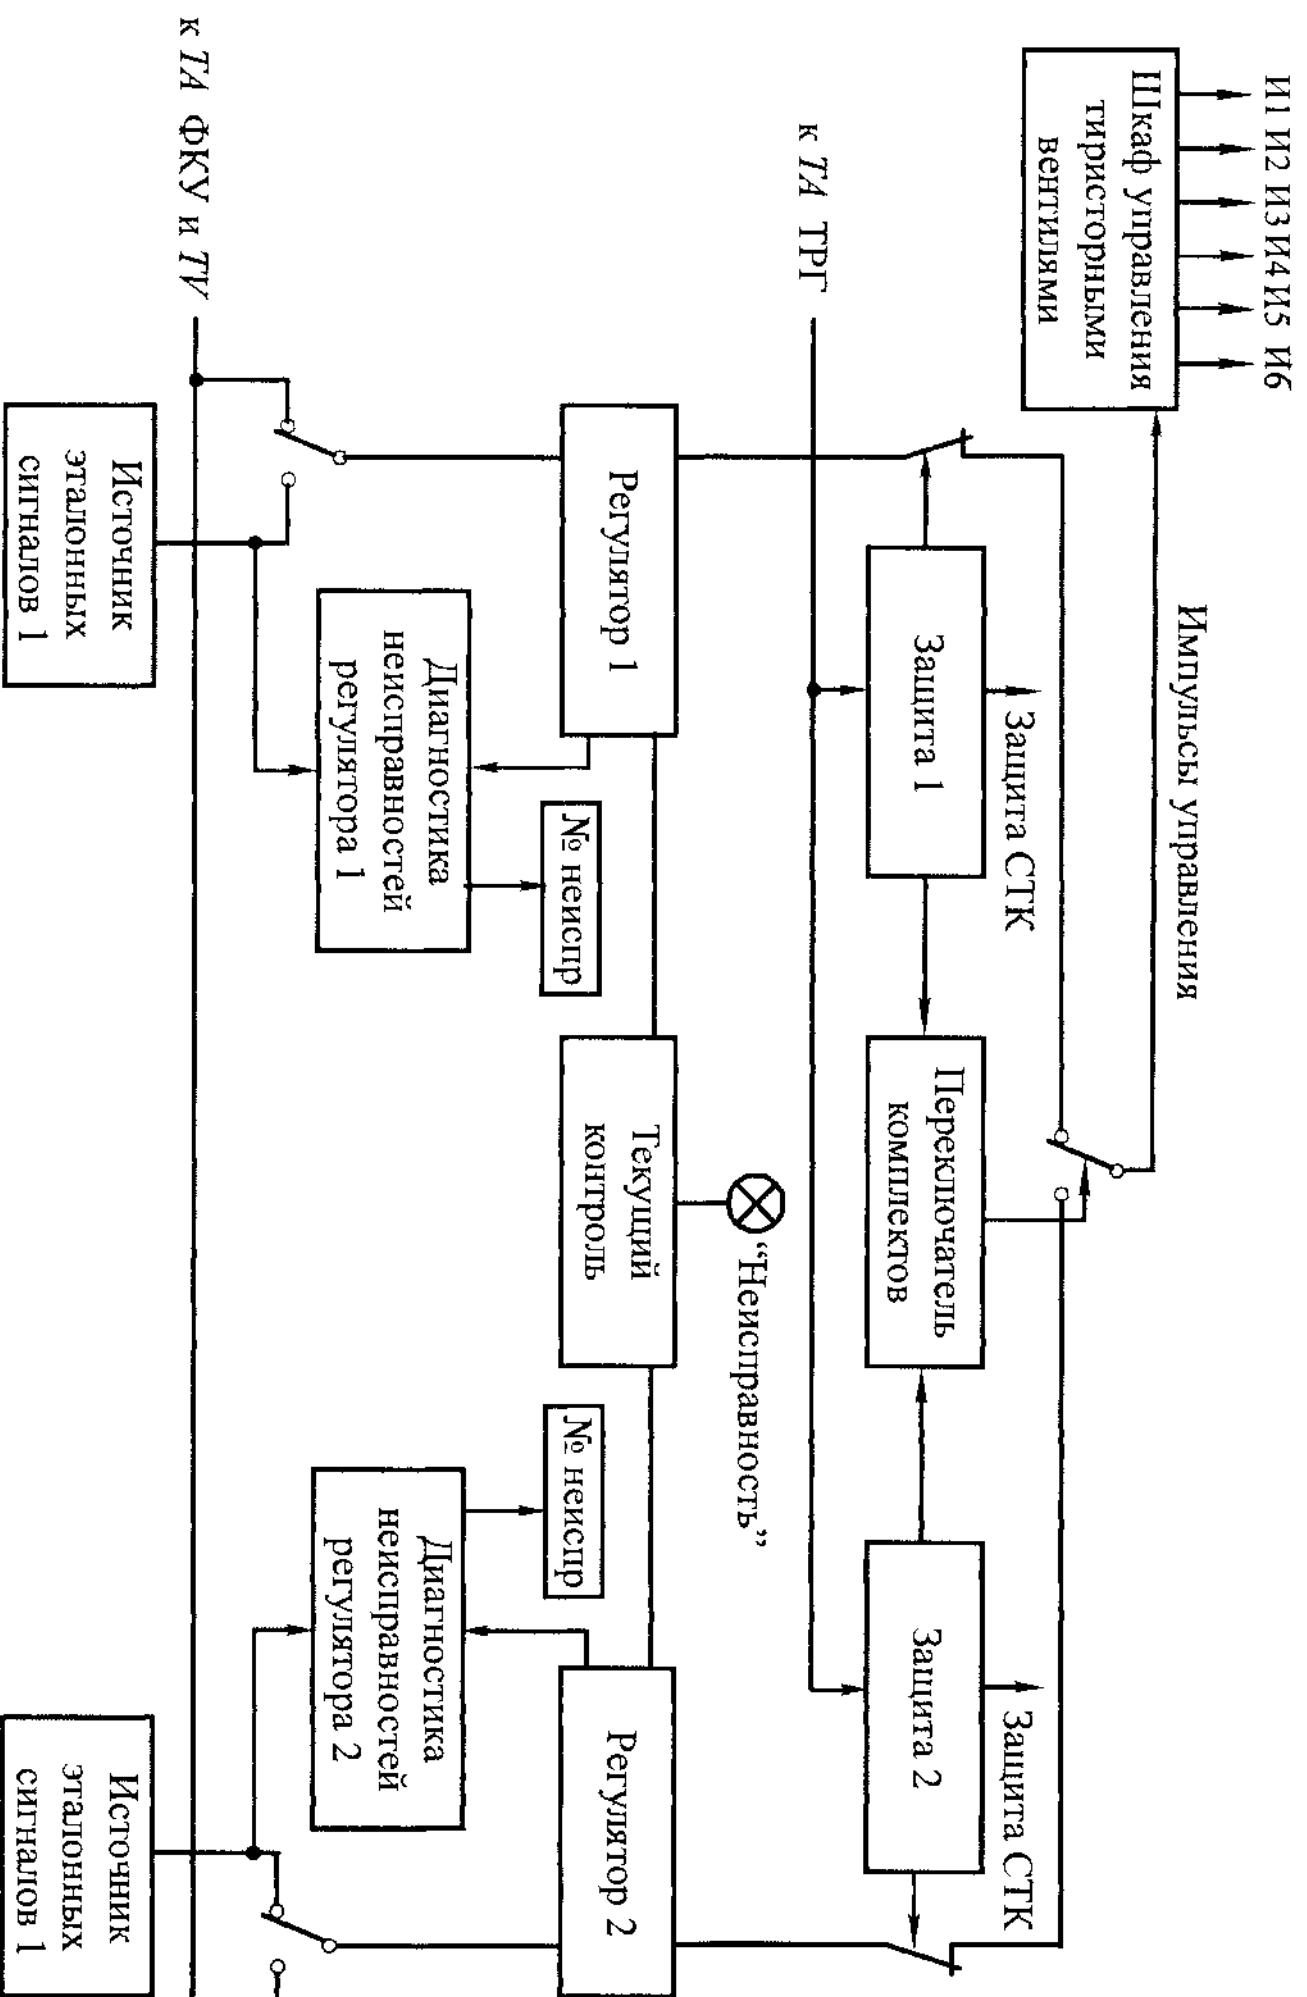 И1 И2 И3 И4 И5 И6
Шкаф управления
тиристорными
вентилями
Импульсы управления
Защита СТК
Защита СТК
Защита 1
Переключатель
комплектов
Защита 2
к ТА ТРГ
“Неисправность”
Регулятор 1
Текущий
контроль
Регулятор 2
№ неиспр
№ неиспр
Диагностика
неисправностей
регулятора 1
Диагностика
неисправностей
регулятора 2
к ТА ФКУ и TV
Источник
эталонных
сигналов 1
Источник
эталонных
сигналов 1